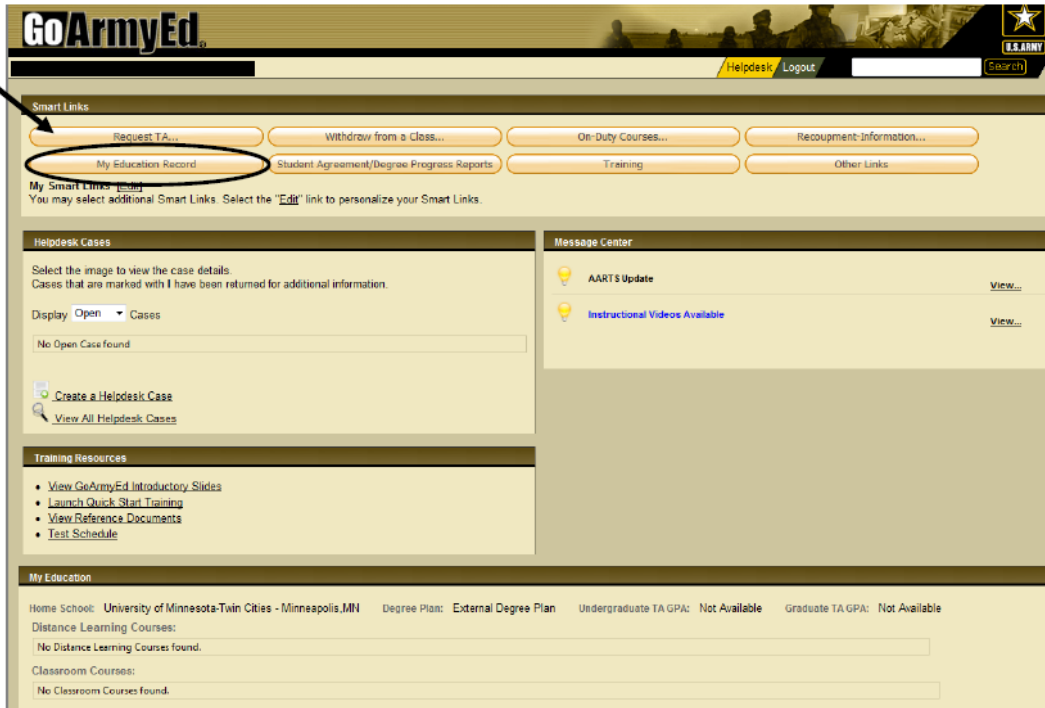 GoArmyEd®
U.S.ARMY
Helpdesk Logout Search
Smart Links
Request TA... Withdraw from a Class... On-Duty Courses... Recoupment-Information...
My Education Record Student Agreement/Degree Progress Reports Training Other Links
My Smart Links [Edit]
You may select additional Smart Links. Select the "Edit" link to personalize your Smart Links.
Helpdesk Cases
Select the image to view the case details.
Cases that are marked with I have been returned for additional information.
Display Open Cases
No Open Case found
Create a Helpdesk Case
View All Helpdesk Cases
Message Center
AARTS Update View...
Instructional Videos Available View...
Training Resources
• View GoArmyEd Introductory Slides
• Launch Quick Start Training
• View Reference Documents
• Test Schedule
My Education
Home School: University of Minnesota-Twin Cities - Minneapolis,MN Degree Plan: External Degree Plan Undergraduate TA GPA: Not Available Graduate TA GPA: Not Available
Distance Learning Courses:
No Distance Learning Courses found.
Classroom Courses:
No Classroom Courses found.